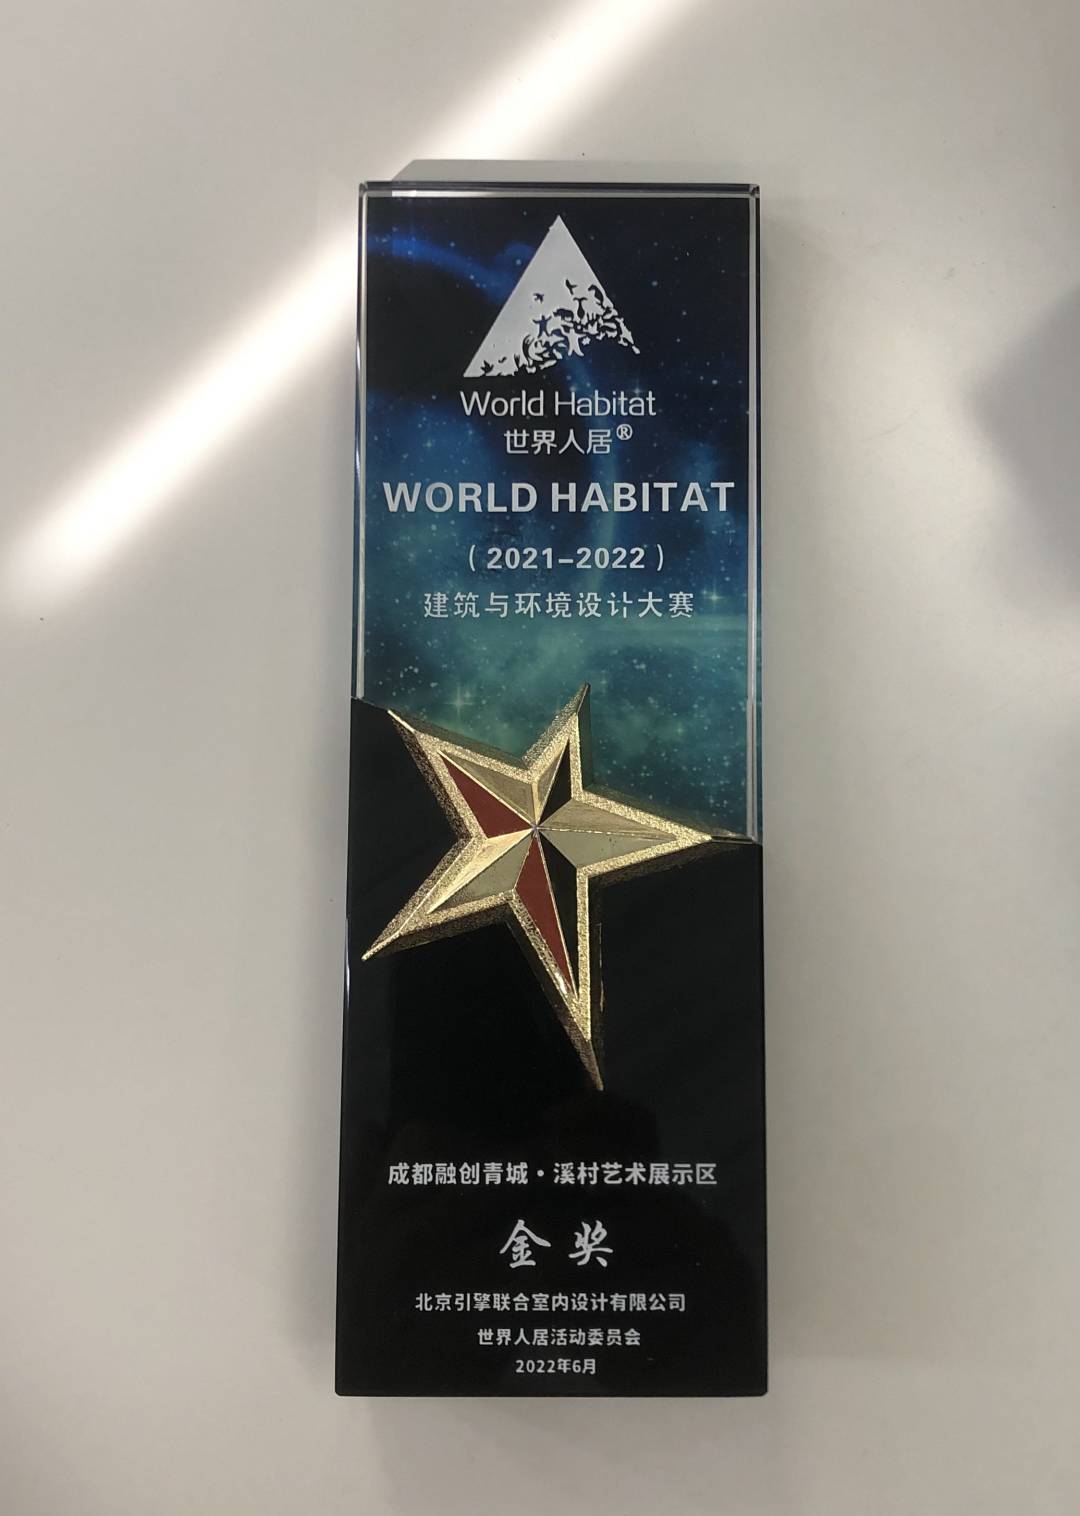 World Habitat
世界人居®
WORLD HABITAT
（2021-2022）
建筑与环境设计大赛
成都融创青城·溪村艺术展示区
金奖
北京引擎联合室内设计有限公司
世界人居活动委员会
2022年6月